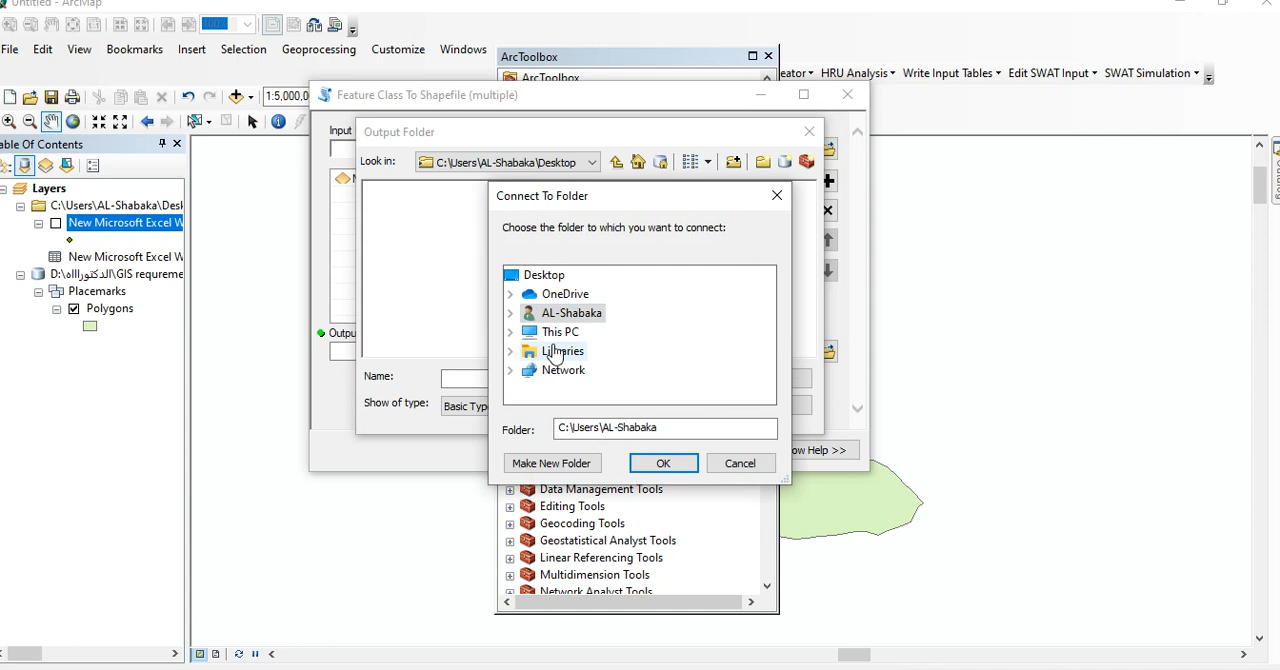 Untitled - ArcMap
File Edit View Bookmarks Insert Selection Geoprocessing Customize Windows
HRU Analysis Write Input Tables Edit SWAT Input SWAT Simulation
ArcToolbox
ArcToolbox
1:5,000,0
Feature Class To Shapefile (multiple)
Input
Outpu
ow Help >>
Output Folder
Look in: C:\Users\AL-Shabaka\Desktop
Name:
Show of type: Basic Typ
Connect To Folder
Choose the folder to which you want to connect:
Desktop
OneDrive
AL-Shabaka
This PC
Libraries
Network
Folder: C:\Users\AL-Shabaka
Make New Folder OK Cancel
able Of Contents
Layers
C:\Users\AL-Shabaka\Desk
New Microsoft Excel W
New Microsoft Excel W
GIS requreme
Placemarks
Polygons
Data Management Tools
Editing Tools
Geocoding Tools
Geostatistical Analyst Tools
Linear Referencing Tools
Multidimension Tools
Network Analyst Tools